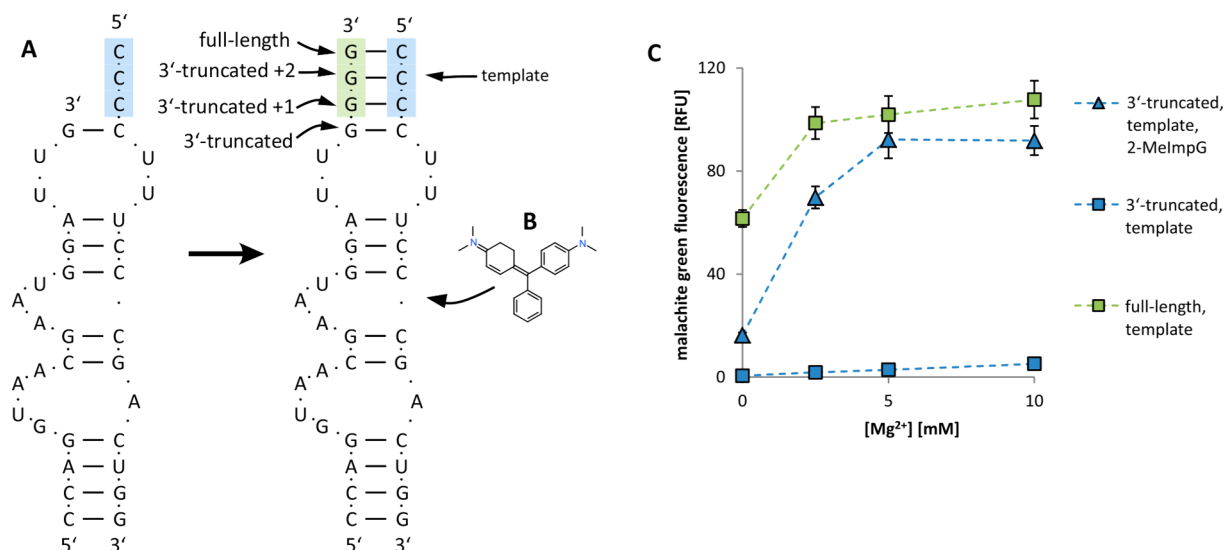 A
5‘
C
C
3‘ C
G C
U U
U U
A U
G C
G C
U
A
A
G C
C G
A
A
A
U
G
G C
A U
C G
C G
5‘ 3‘
3‘ 5‘
full-length
G C
3‘-truncated +2
G C
template
3‘-truncated +1
G C
3‘-truncated
G C
U U
U U
A U
G C
G C
U
A
A
G C
C G
A
A
A
U
G
G C
A U
C G
C G
5‘ 3‘
B
N
N
C
malachite green fluorescence [RFU]
120
80
40
0
0 5 10
[Mg²⁺] [mM]
3‘-truncated,
template,
2-MeImpG
3‘-truncated,
template
full-length,
template